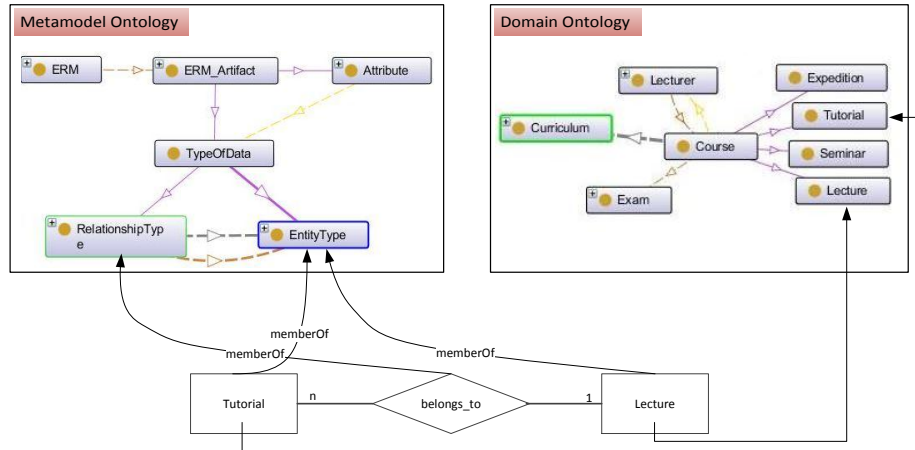 Metamodel Ontology
Domain Ontology
ERM
ERM_Artifact
Attribute
TypeOfData
RelationshipTyp
e
EntityType
Lecturer
Expedition
Curriculum
Tutorial
Course
Seminar
Exam
Lecture
memberOf
memberOf
memberOf
Tutorial
n
belongs_to
1
Lecture